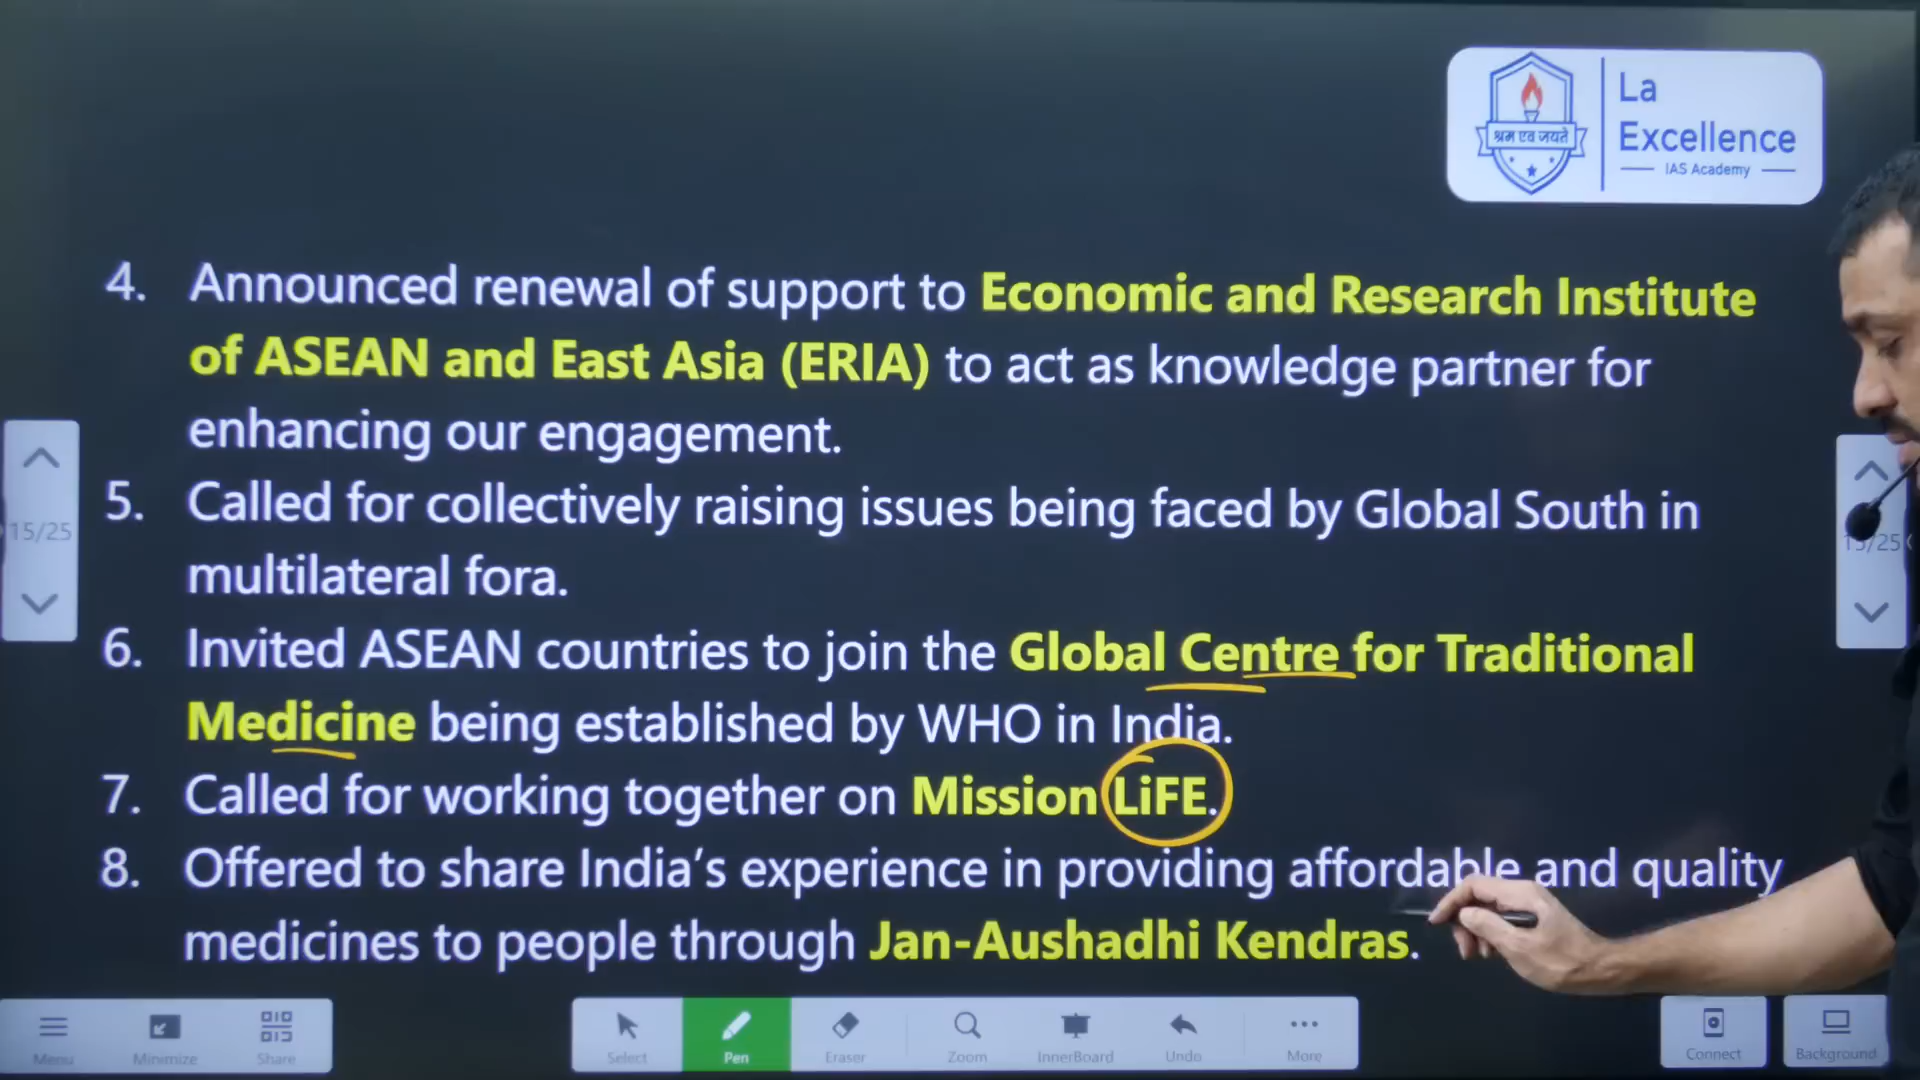 La
Excellence
IAS Academy
श्रम एव जयते
4. Announced renewal of support to Economic and Research Institute
of ASEAN and East Asia (ERIA) to act as knowledge partner for
enhancing our engagement.
5. Called for collectively raising issues being faced by Global South in
multilateral fora.
6. Invited ASEAN countries to join the Global Centre for Traditional
Medicine being established by WHO in India.
7. Called for working together on Mission LiFE.
8. Offered to share India's experience in providing affordable and quality
medicines to people through Jan-Aushadhi Kendras.
15/25
15/25
Menu Minimize Share Select Pen Eraser Zoom InnerBoard Undo More Connect Background